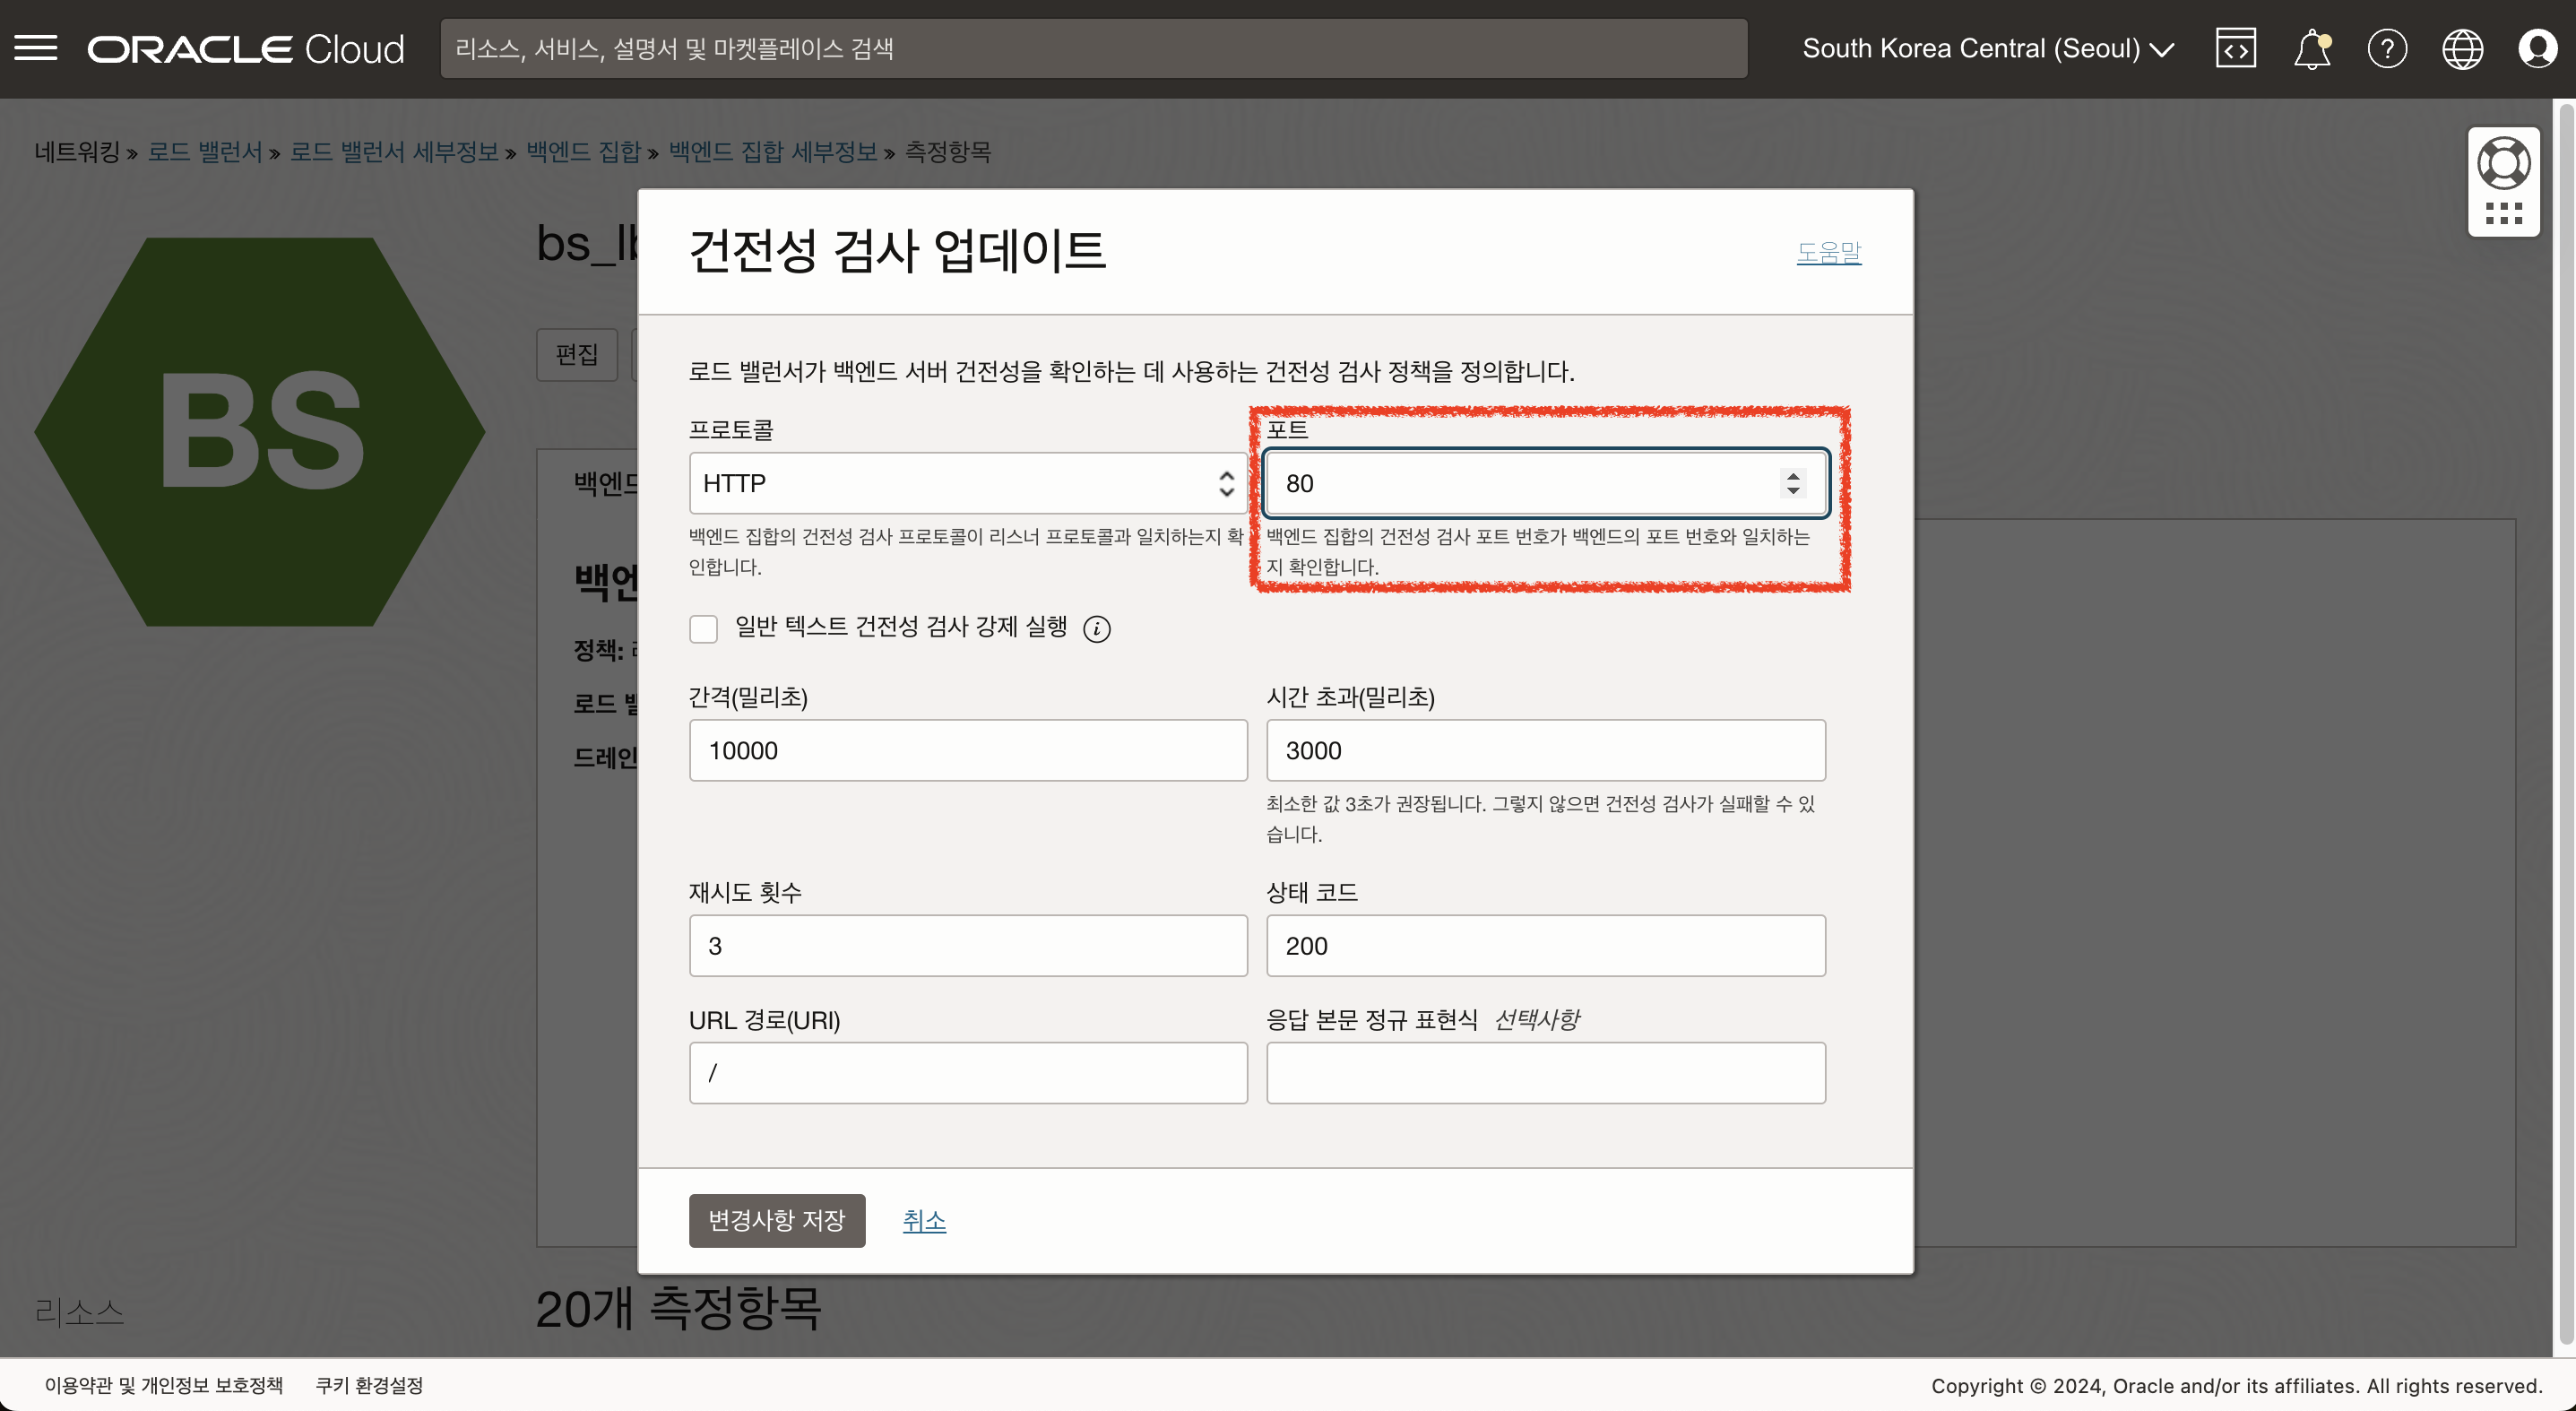 ORACLE Cloud
리소스, 서비스, 설명서 및 마켓플레이스 검색
South Korea Central (Seoul)
네트워킹 » 로드 밸런서 » 로드 밸런서 세부정보 » 백엔드 집합 » 백엔드 집합 세부정보 » 측정항목
BS
편집
정책:
건전성 검사 업데이트
도움말
로드 밸런서가 백엔드 서버 건전성을 확인하는 데 사용하는 건전성 검사 정책을 정의합니다.
프로토콜
HTTP
백엔드 집합의 건전성 검사 프로토콜이 리스너 프로토콜과 일치하는지 확
인합니다.
포트
80
백엔드 집합의 건전성 검사 포트 번호가 백엔드의 포트 번호와 일치하는
지 확인합니다.
일반 텍스트 건전성 검사 강제 실행
간격(밀리초)
10000
시간 초과(밀리초)
3000
최소한 값 3초가 권장됩니다. 그렇지 않으면 건전성 검사가 실패할 수 있
습니다.
재시도 횟수
3
상태 코드
200
URL 경로(URI)
/
응답 본문 정규 표현식 선택사항
변경사항 저장
취소
리소스
20개 측정항목
이용약관 및 개인정보 보호정책
쿠키 환경설정
Copyright © 2024, Oracle and/or its affiliates. All rights reserved.